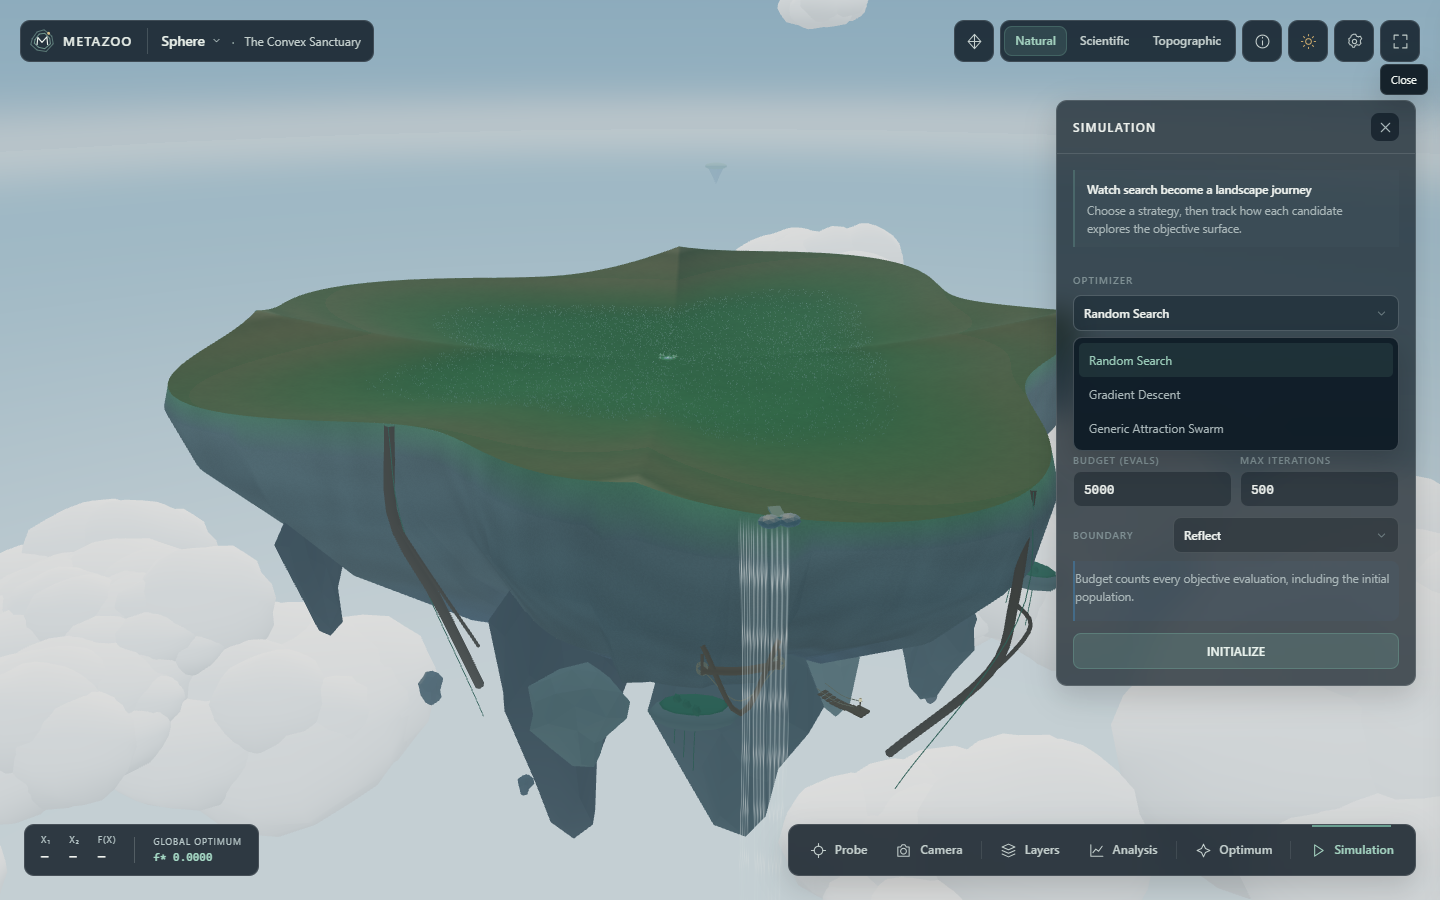 METAZOO
Sphere · The Convex Sanctuary
Natural
Scientific
Topographic
Close
SIMULATION
Watch search become a landscape journey
Choose a strategy, then track how each candidate
explores the objective surface.
OPTIMIZER
Random Search
Random Search
Gradient Descent
Generic Attraction Swarm
BUDGET (EVALS)
MAX ITERATIONS
5000
500
BOUNDARY
Reflect
Budget counts every objective evaluation, including the initial
population.
INITIALIZE
X₁ X₂ F(X)
– – –
GLOBAL OPTIMUM
f* 0.0000
Probe
Camera
Layers
Analysis
Optimum
Simulation